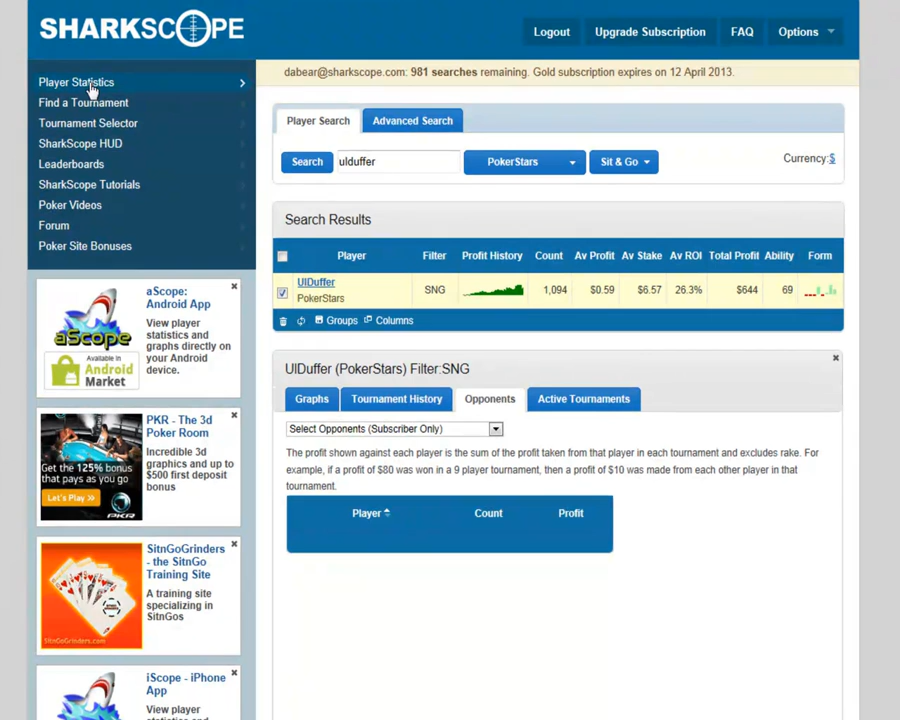 SHARKSCOPE
Logout
Upgrade Subscription
FAQ
Options
Player Statistics
Find a Tournament
Tournament Selector
SharkScope HUD
Leaderboards
SharkScope Tutorials
Poker Videos
Forum
Poker Site Bonuses
dabear@sharkscope.com: 981 searches remaining. Gold subscription expires on 12 April 2013.
Player Search
Advanced Search
Search
ulduffer
PokerStars
Sit & Go
Currency:$
Search Results
Player
Filter
Profit History
Count
Av Profit
Av Stake
Av ROI
Total Profit
Ability
Form
UlDuffer
PokerStars
SNG
1,094
$0.59
$6.57
26.3%
$644
69
Groups
Columns
UlDuffer (PokerStars) Filter:SNG
Graphs
Tournament History
Opponents
Active Tournaments
Select Opponents (Subscriber Only)
The profit shown against each player is the sum of the profit taken from that player in each tournament and excludes rake. For
example, if a profit of $80 was won in a 9 player tournament, then a profit of $10 was made from each other player in that
tournament.
Player
Count
Profit
aScope:
Android App
View player
statistics and
graphs directly on
your Android
device.
aScope
Available in
Android
Market
PKR - The 3d
Poker Room
Incredible 3d
graphics and up to
$500 first deposit
bonus
Get the 125% bonus
that pays as you go
Let's Play »
PKR
SitnGoGrinders
- the SitnGo
Training Site
A training site
specializing in
SitnGos
SitnGoGrinders.com
iScope - iPhone
App
View player
statistics and